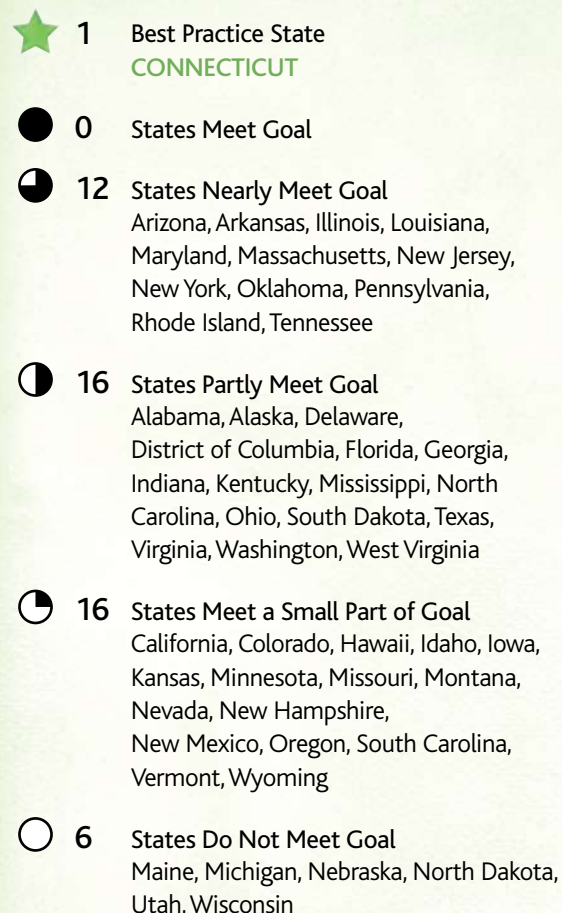 1 Best Practice State
CONNECTICUT
0 States Meet Goal
12 States Nearly Meet Goal
Arizona, Arkansas, Illinois, Louisiana,
Maryland, Massachusetts, New Jersey,
New York, Oklahoma, Pennsylvania,
Rhode Island, Tennessee
16 States Partly Meet Goal
Alabama, Alaska, Delaware,
District of Columbia, Florida, Georgia,
Indiana, Kentucky, Mississippi, North
Carolina, Ohio, South Dakota, Texas,
Virginia, Washington, West Virginia
16 States Meet a Small Part of Goal
California, Colorado, Hawaii, Idaho, Iowa,
Kansas, Minnesota, Missouri, Montana,
Nevada, New Hampshire,
New Mexico, Oregon, South Carolina,
Vermont, Wyoming
6 States Do Not Meet Goal
Maine, Michigan, Nebraska, North Dakota,
Utah, Wisconsin